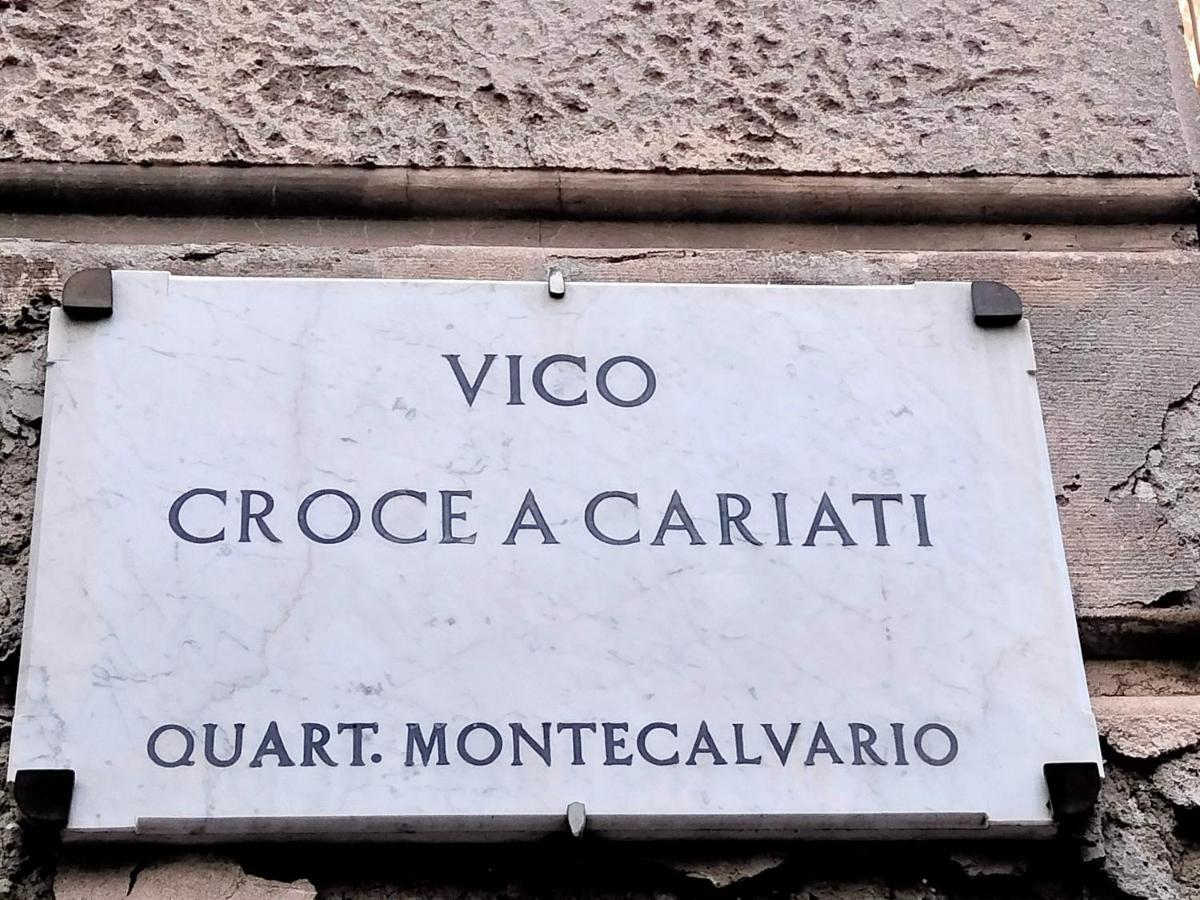 VICO
CROCE A CARIATI
QUART. MONTECALVARIO